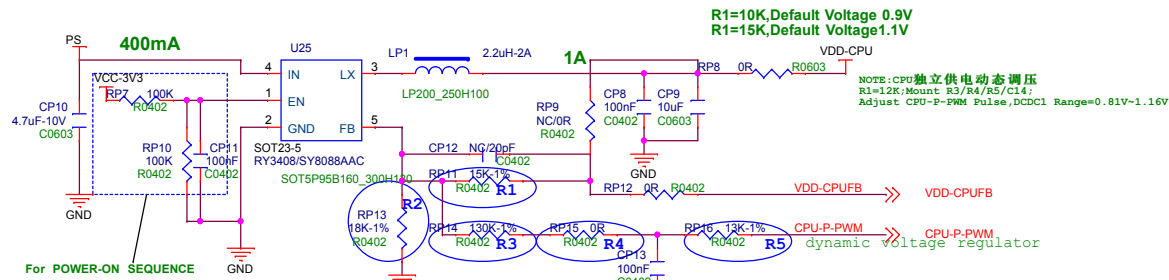 R1=10K,Default Voltage 0.9V
R1=15K,Default Voltage1.1V
PS
400mA
U25
LP1
2.2uH-2A
1A
VDD-CPU
RP8
0R
R0603
4
IN
LX
3
VCC-3V3
LP200_250H100
NOTE:CPU独立供电动态调压
R1=12K;Mount R3/R4/R5/C14;
Adjust CPU-P-PWM Pulse,DCDC1 Range=0.81V~1.16V
RP7
100K
R0402
1
EN
RP9
NC/0R
R0402
CP8
100nF
C0402
CP9
10uF
C0603
CP10
4.7uF-10V
C0603
2
GND
FB
5
SOT23-5
RY3408/SY8088AAC
SOT5P95B160_300H130
RP10
100K
R0402
CP11
100nF
C0402
CP12
NC/20pF
C0402
GND
RP11
15K-1%
R0402
R1
RP12
0R
R0402
VDD-CPUFB
VDD-CPUFB
GND
R2
RP13
18K-1%
R0402
RP14
130K-1%
R0402
R3
RP15
0R
R0402
R4
RP16
13K-1%
R0402
R5
CPU-P-PWM
CPU-P-PWM
dynamic voltage regulator
CP13
100nF
For POWER-ON SEQUENCE
GND